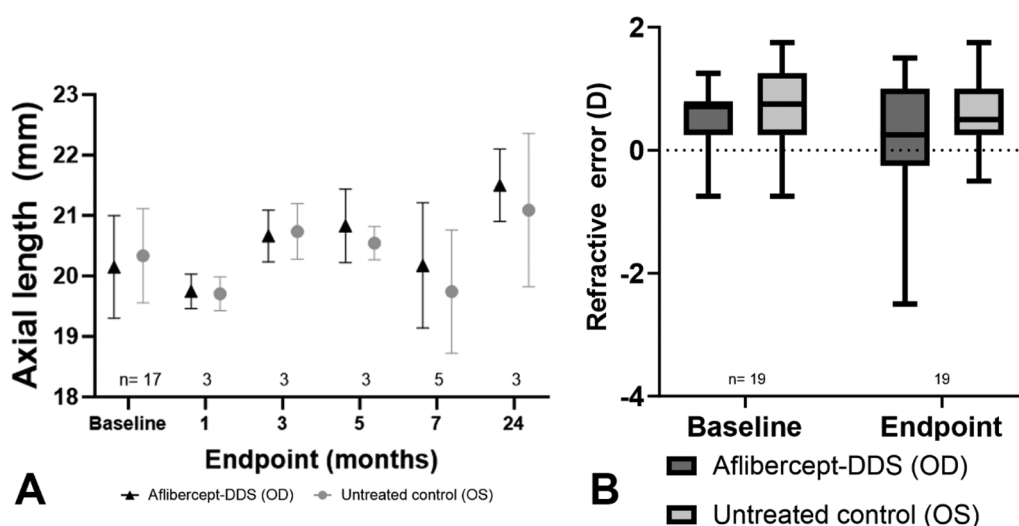 23
22
21
20
19
18
Axial length (mm)
n= 17 3 3 3 5 3
Baseline 1 3 5 7 24
Endpoint (months)
A
Aflibercept-DDS (OD) Untreated control (OS)
2
0
-2
-4
Refractive error (D)
n= 19 19
Baseline Endpoint
B
Aflibercept-DDS (OD)
Untreated control (OS)